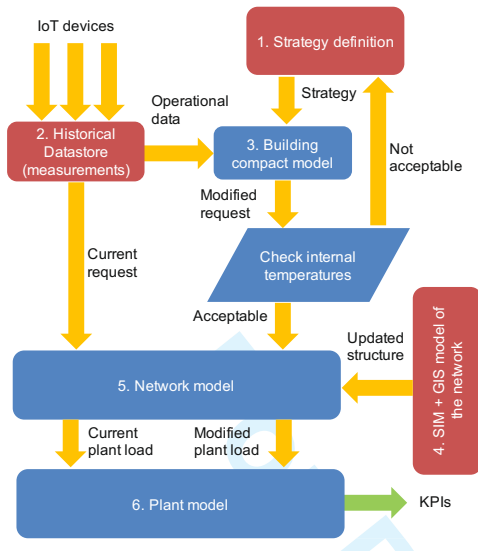 IoT devices
1. Strategy definition
Operational
data
Strategy
2. Historical
Datastore
(measurements)
3. Building
compact model
Not
acceptable
Modified
request
Current
request
Check internal
temperatures
Acceptable
Updated
structure
4. SIM + GIS model of
the network
5. Network model
Current
plant load
Modified
plant load
6. Plant model
KPIs